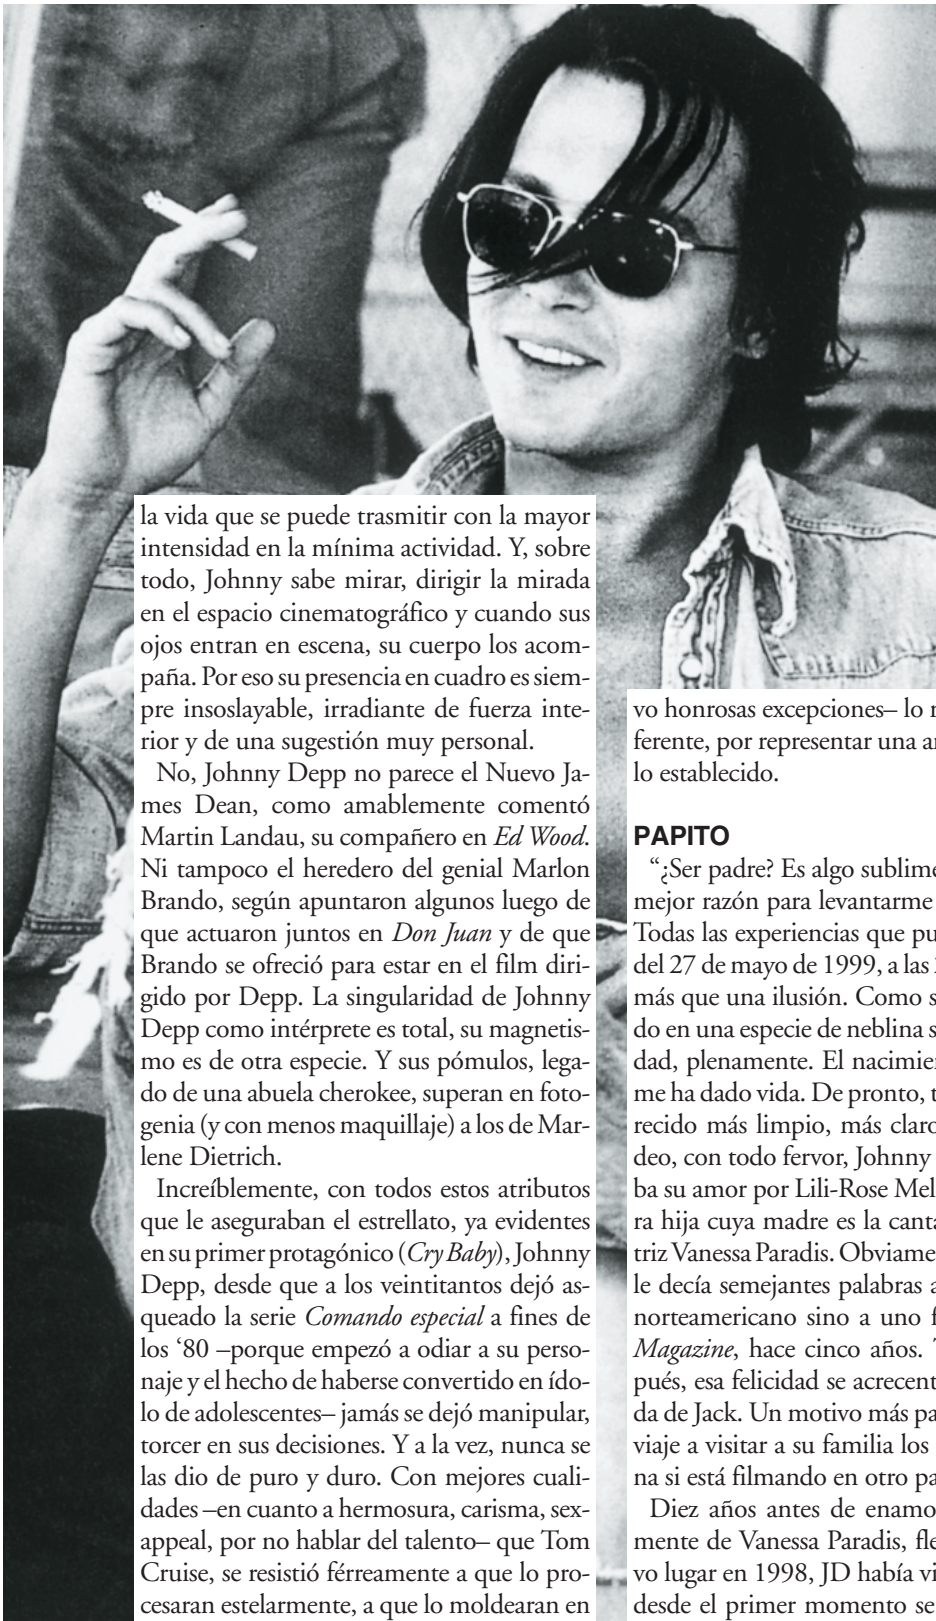 la vida que se puede trasmitir con la mayor
intensidad en la mínima actividad. Y, sobre
todo, Johnny sabe mirar, dirigir la mirada
en el espacio cinematográfico y cuando sus
ojos entran en escena, su cuerpo los acom-
paña. Por eso su presencia en cuadro es siem-
pre insoslayable, irradiante de fuerza inte-
rior y de una sugestión muy personal.
No, Johnny Depp no parece el Nuevo Ja-
mes Dean, como amablemente comentó
Martin Landau, su compañero en Ed Wood.
Ni tampoco el heredero del genial Marlon
Brando, según apuntaron algunos luego de
que actuaron juntos en Don Juan y de que
Brando se ofreció para estar en el film diri-
gido por Depp. La singularidad de Johnny
Depp como intérprete es total, su magnetis-
mo es de otra especie. Y sus pómulos, lega-
do de una abuela cherokee, superan en foto-
genia (y con menos maquillaje) a los de Mar-
lene Dietrich.
Increíblemente, con todos estos atributos
que le aseguraban el estrellato, ya evidentes
en su primer protagónico (Cry Baby), Johnny
Depp, desde que a los veintitantos dejó as-
queado la serie Comando especial a fines de
los ‘80 –porque empezó a odiar a su perso-
naje y el hecho de haberse convertido en ído-
lo de adolescentes– jamás se dejó manipular,
torcer en sus decisiones. Y a la vez, nunca se
las dio de puro y duro. Con mejores cuali-
dades –en cuanto a hermosura, carisma, sex-
appeal, por no hablar del talento– que Tom
Cruise, se resistió férreamente a que lo pro-
cesaran estelarmente, a que lo moldearan en
vo honrosas excepciones– lo
ferente, por representar una
lo establecido.
PAPITO
“¿Ser padre? Es algo sublime
mejor razón para levantarme
Todas las experiencias que pu
del 27 de mayo de 1999, a las
más que una ilusión. Como s
do en una especie de neblina s
dad, plenamente. El nacimien
me ha dado vida. De pronto, t
recido más limpio, más claro
deo, con todo fervor, Johnny
ba su amor por Lili-Rose Mel
ra hija cuya madre es la canta
triz Vanessa Paradis. Obviame
le decía semejantes palabras a
norteamericano sino a uno f
Magazine, hace cinco años.
pués, esa felicidad se acrecent
da de Jack. Un motivo más pa
viaje a visitar a su familia los
na si está filmando en otro pa
Diez años antes de enamo
mente de Vanessa Paradis, fle
vo lugar en 1998, JD había vi
desde el primer momento se